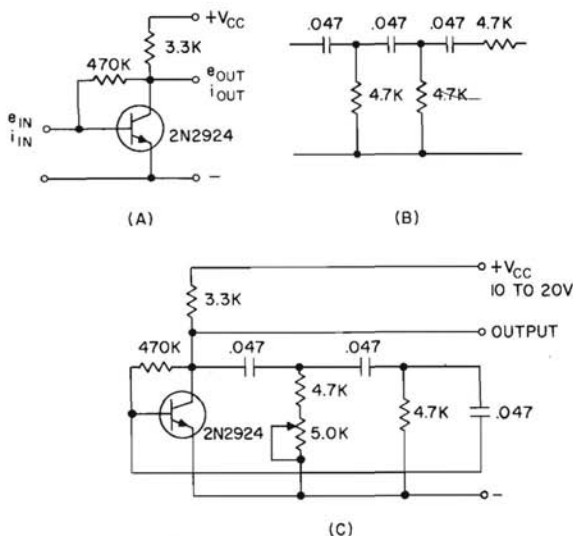 +VCC
3.3K
470K
eOUT
iOUT
eIN
iIN
2N2924
-
(A)
.047 .047 .047 4.7K
4.7K 4.7K
(B)
+VCC
10 TO 20V
3.3K
OUTPUT
470K .047 .047
4.7K
4.7K .047
2N2924 5.0K
-
(C)